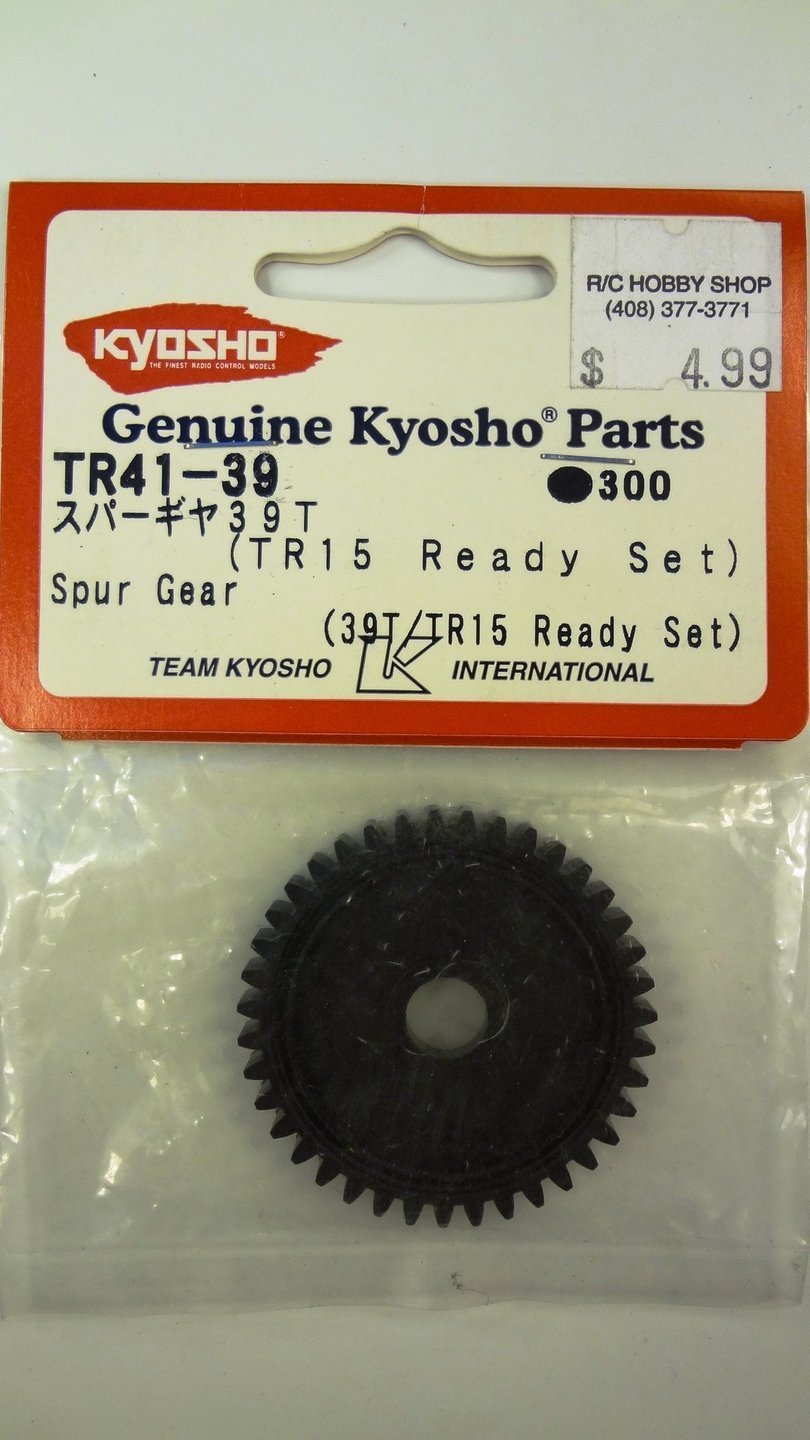 R/C HOBBY SHOP
(408) 377-3771
$ 4.99
KYOSHO®
THE FINEST RADIO CONTROL MODELS
Genuine Kyosho® Parts
TR41-39 ●300
スパーギヤ39T
(TR15 Ready Set)
Spur Gear
(39T/TR15 Ready Set)
TEAM KYOSHO K INTERNATIONAL